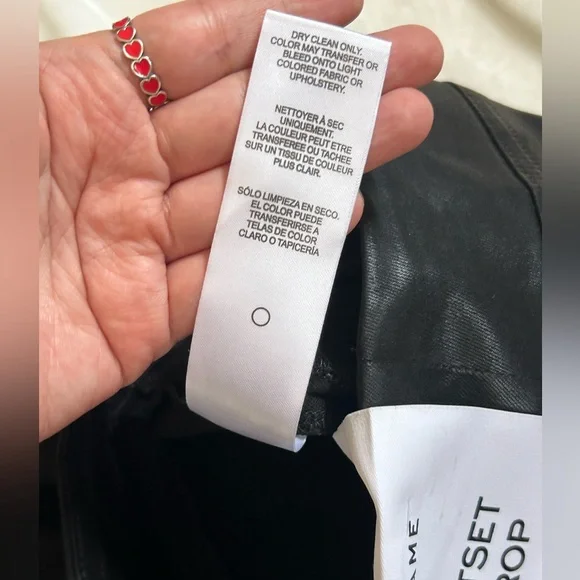 DRY CLEAN ONLY.
COLOR MAY TRANSFER OR
BLEED ONTO LIGHT
COLORED FABRIC OR
UPHOLSTERY.
NETTOYER À SEC
UNIQUEMENT.
LA COULEUR PEUT ETRE
TRANSFEREE OU TACHEE
SUR UN TISSU DE COULEUR
PLUS CLAIR.
SÓLO LIMPIEZA EN SECO.
EL COLOR PUEDE
TRANSFERIRSE A
TELAS DE COLOR
CLARO O TAPICERÍA
AME
TSET
ROP